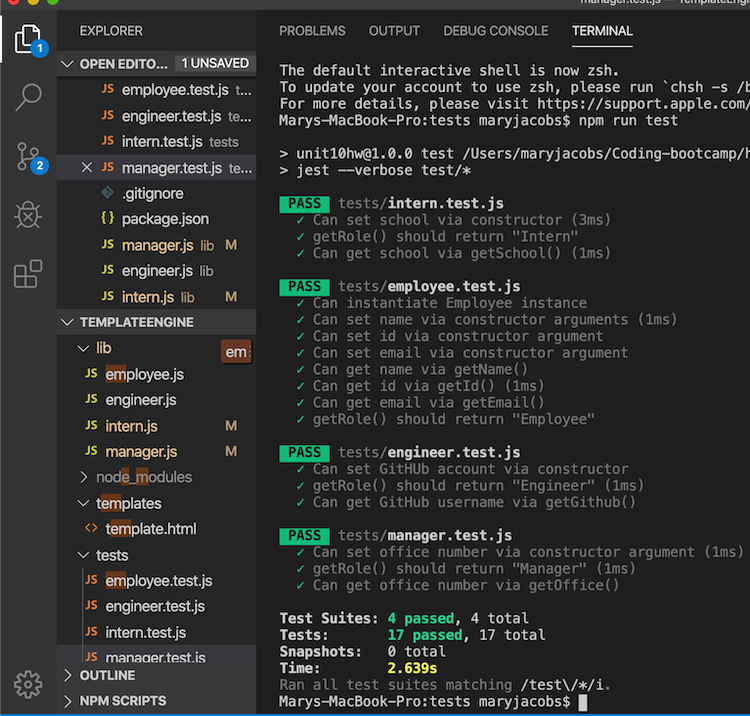 manager.test.js — TemplateEngin
EXPLORER
OPEN EDITO... 1 UNSAVED
JS employee.test.js t...
JS engineer.test.js te...
JS intern.test.js tests
JS manager.test.js te...
.gitignore
{ } package.json
JS manager.js lib M
JS engineer.js lib
JS intern.js lib M
TEMPLATEENGINE
lib
em
JS employee.js
JS engineer.js
JS intern.js M
JS manager.js M
node_modules
templates
<> template.html
tests
JS employee.test.js
JS engineer.test.js
JS intern.test.js
JS manager.test.js
OUTLINE
NPM SCRIPTS
1
2
PROBLEMS OUTPUT DEBUG CONSOLE TERMINAL
The default interactive shell is now zsh.
To update your account to use zsh, please run `chsh -s /b
For more details, please visit https://support.apple.com/
Marys-MacBook-Pro:tests maryjacobs$ npm run test
> unit10hw@1.0.0 test /Users/maryjacobs/Coding-bootcamp/h
> jest --verbose test/*
PASS tests/intern.test.js
✓ Can set school via constructor (3ms)
✓ getRole() should return "Intern"
✓ Can get school via getSchool() (1ms)
PASS tests/employee.test.js
✓ Can instantiate Employee instance
✓ Can set name via constructor arguments (1ms)
✓ Can set id via constructor argument
✓ Can set email via constructor argument
✓ Can get name via getName()
✓ Can get id via getId() (1ms)
✓ Can get email via getEmail()
✓ getRole() should return "Employee"
PASS tests/engineer.test.js
✓ Can set GitHUb account via constructor
✓ getRole() should return "Engineer" (1ms)
✓ Can get GitHub username via getGithub()
PASS tests/manager.test.js
✓ Can set office number via constructor argument (1ms)
✓ getRole() should return "Manager" (1ms)
✓ Can get office number via getOffice()
Test Suites: 4 passed, 4 total
Tests: 17 passed, 17 total
Snapshots: 0 total
Time: 2.639s
Ran all test suites matching /test\/*/i.
Marys-MacBook-Pro:tests maryjacobs$